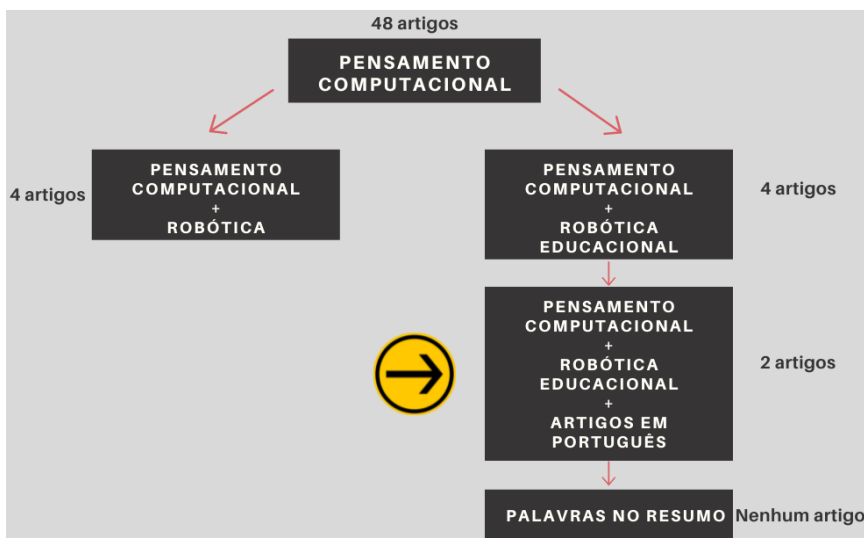 48 artigos
PENSAMENTO
COMPUTACIONAL
4 artigos
PENSAMENTO
COMPUTACIONAL
+
ROBÓTICA
PENSAMENTO
COMPUTACIONAL
+
ROBÓTICA
EDUCACIONAL
4 artigos
PENSAMENTO
COMPUTACIONAL
+
ROBÓTICA
EDUCACIONAL
+
ARTIGOS EM
PORTUGUÊS
2 artigos
PALAVRAS NO RESUMO
Nenhum artigo